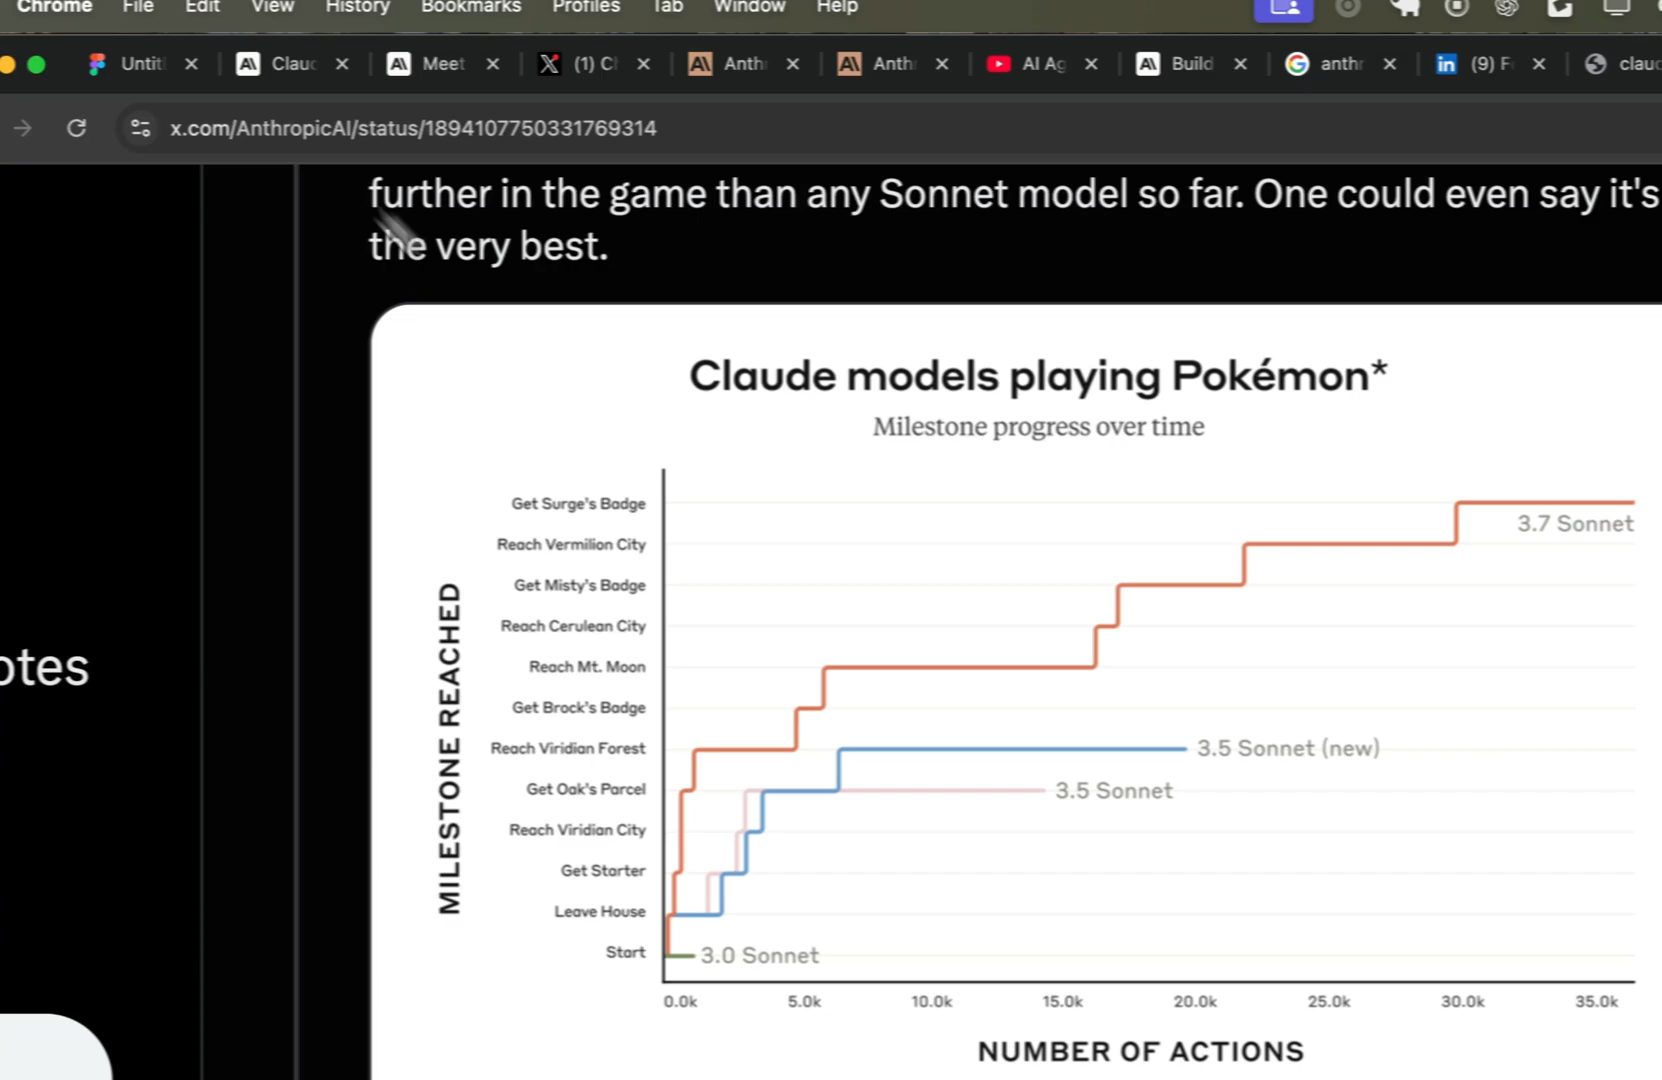 Chrome File Edit View History Bookmarks Profiles Tab Window Help
Untit Clau Meet (1) C Anth Anth AI Ag Build anthr (9) F clau
x.com/AnthropicAI/status/1894107750331769314
further in the game than any Sonnet model so far. One could even say it's
the very best.
otes
Claude models playing Pokémon*
Milestone progress over time
MILESTONE REACHED
Get Surge's Badge
3.7 Sonnet
Reach Vermilion City
Get Misty's Badge
Reach Cerulean City
Reach Mt. Moon
Get Brock's Badge
Reach Viridian Forest
3.5 Sonnet (new)
Get Oak's Parcel
3.5 Sonnet
Reach Viridian City
Get Starter
Leave House
Start
3.0 Sonnet
0.0k 5.0k 10.0k 15.0k 20.0k 25.0k 30.0k 35.0k
NUMBER OF ACTIONS